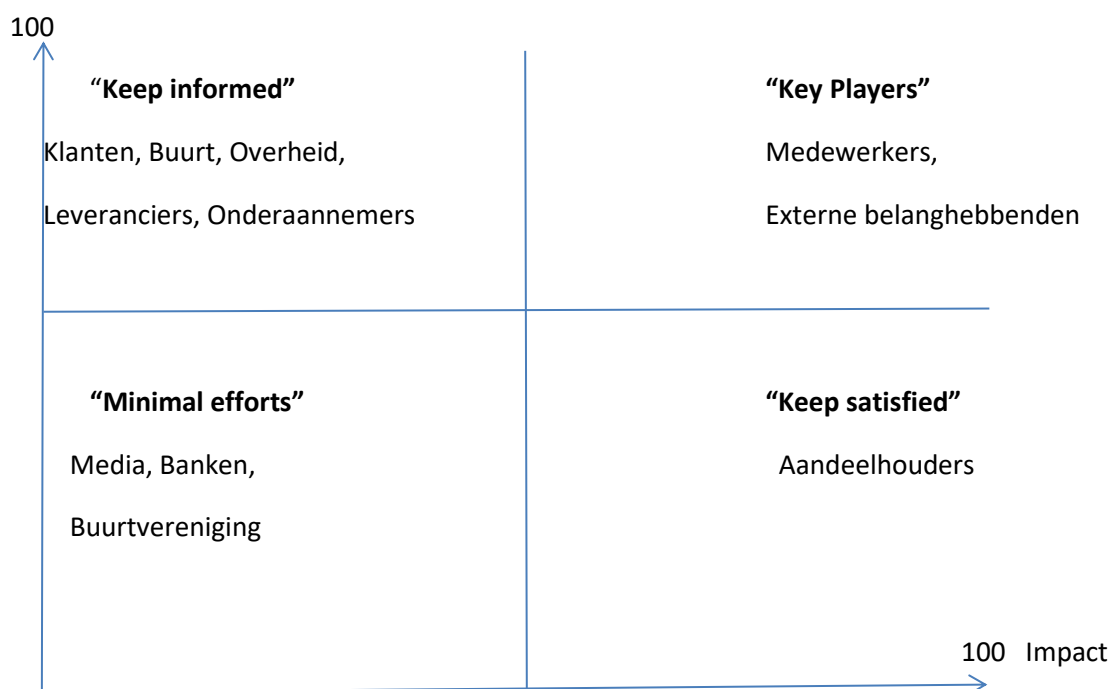 100
“Keep informed”
Klanten, Buurt, Overheid,
Leveranciers, Onderaannemers
“Key Players”
Medewerkers,
Externe belanghebbenden
“Minimal efforts”
Media, Banken,
Buurtvereniging
“Keep satisfied”
Aandeelhouders
100 Impact